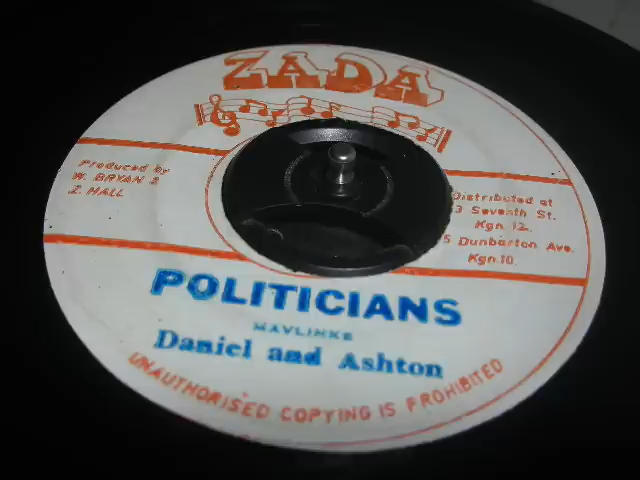 ZADA
Produced by
W. BRYAN &
Z. HALL
Distributed at
3 Seventh St.
Kgn. 12.
5 Dunbarton Ave.
Kgn. 10.
POLITICIANS
MAVLINKE
Daniel and Ashton
UNAUTHORISED COPYING IS PROHIBITED